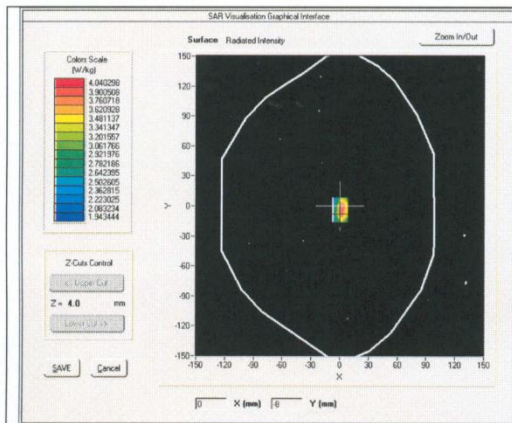 SAR Visualisation Graphical Interface
Surface Radiated Intensity
Zoom In/Out
Colors Scale
(W/kg)
4.040298
3.900508
3.760718
3.620928
3.481137
3.341347
3.201557
3.061766
2.921976
2.782186
2.642395
2.502605
2.362815
2.223025
2.083234
1.943444
150
120
90
60
30
0
-30
-60
-90
-120
-150
Y
-150 -120 -90 -60 -30 0 30 60 90 120 150
X
Z-Cuts Control
Upper Cut
Z = 4.0 mm
Lower Cut
SAVE Cancel
0 X (mm) -8 Y (mm)